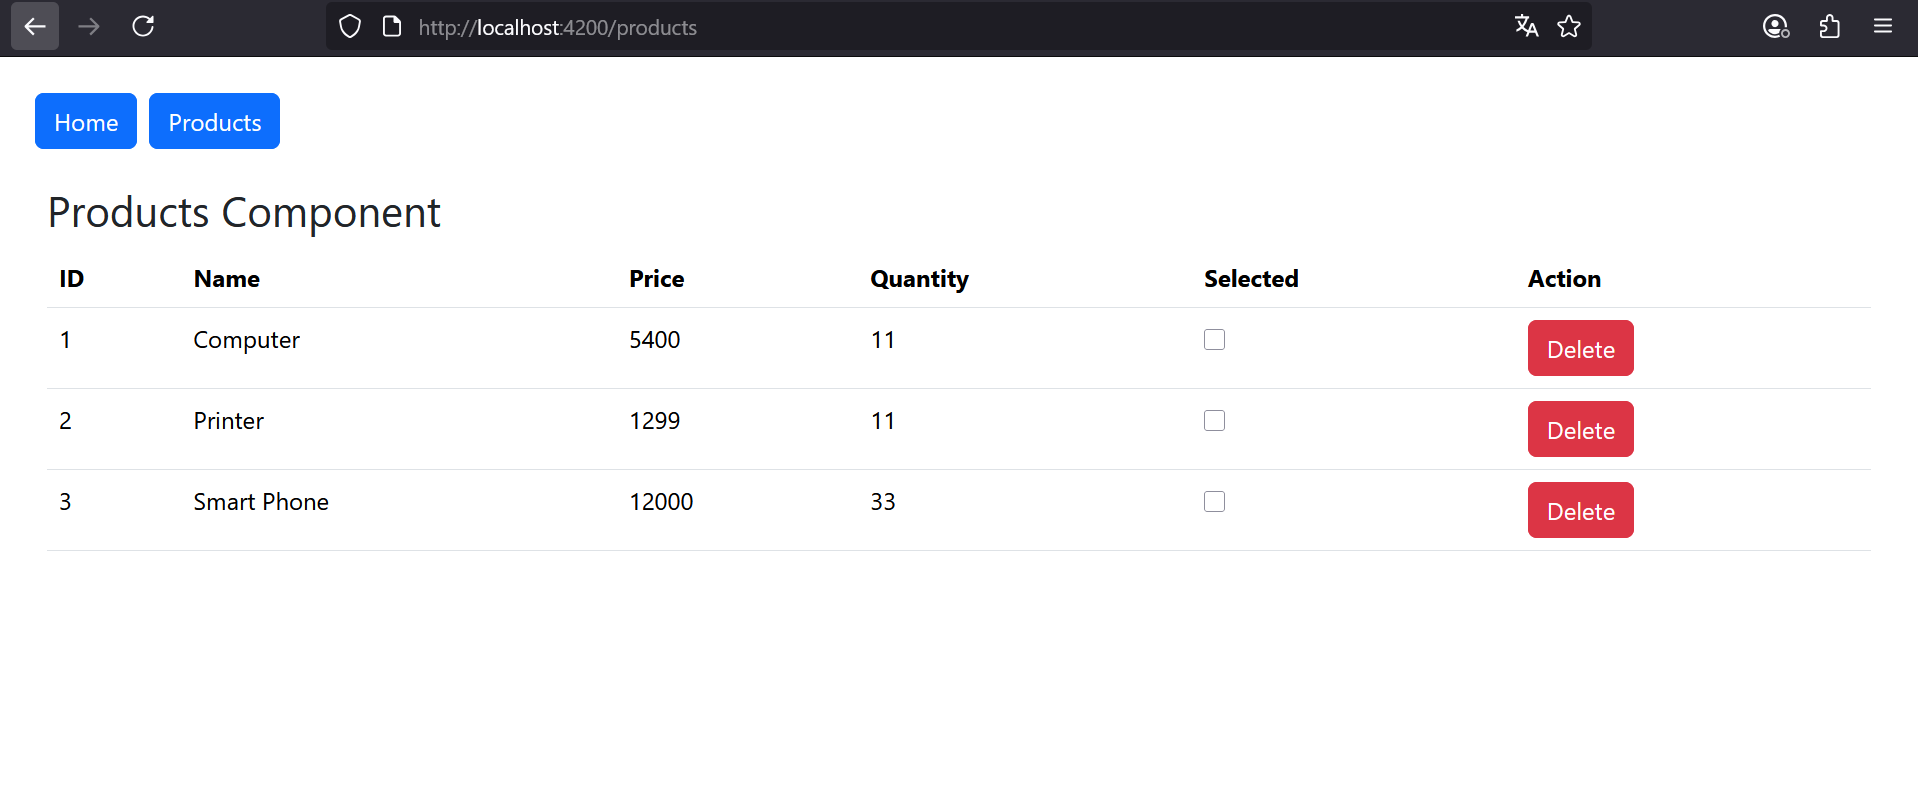 http://localhost:4200/products
Home Products
Products Component
ID Name Price Quantity Selected Action
1 Computer 5400 11 Delete
2 Printer 1299 11 Delete
3 Smart Phone 12000 33 Delete